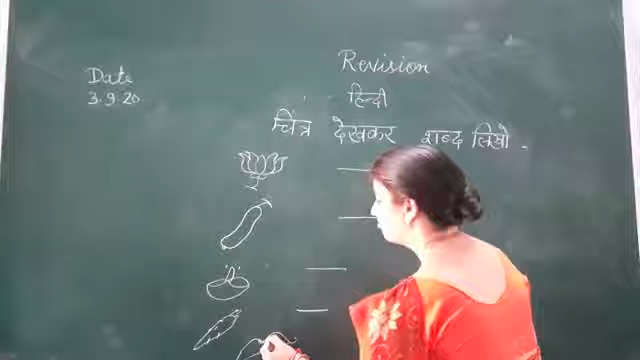 Revision
Date
3.9.20.
हिन्दी
चित्र देखकर शब्द लिखो .